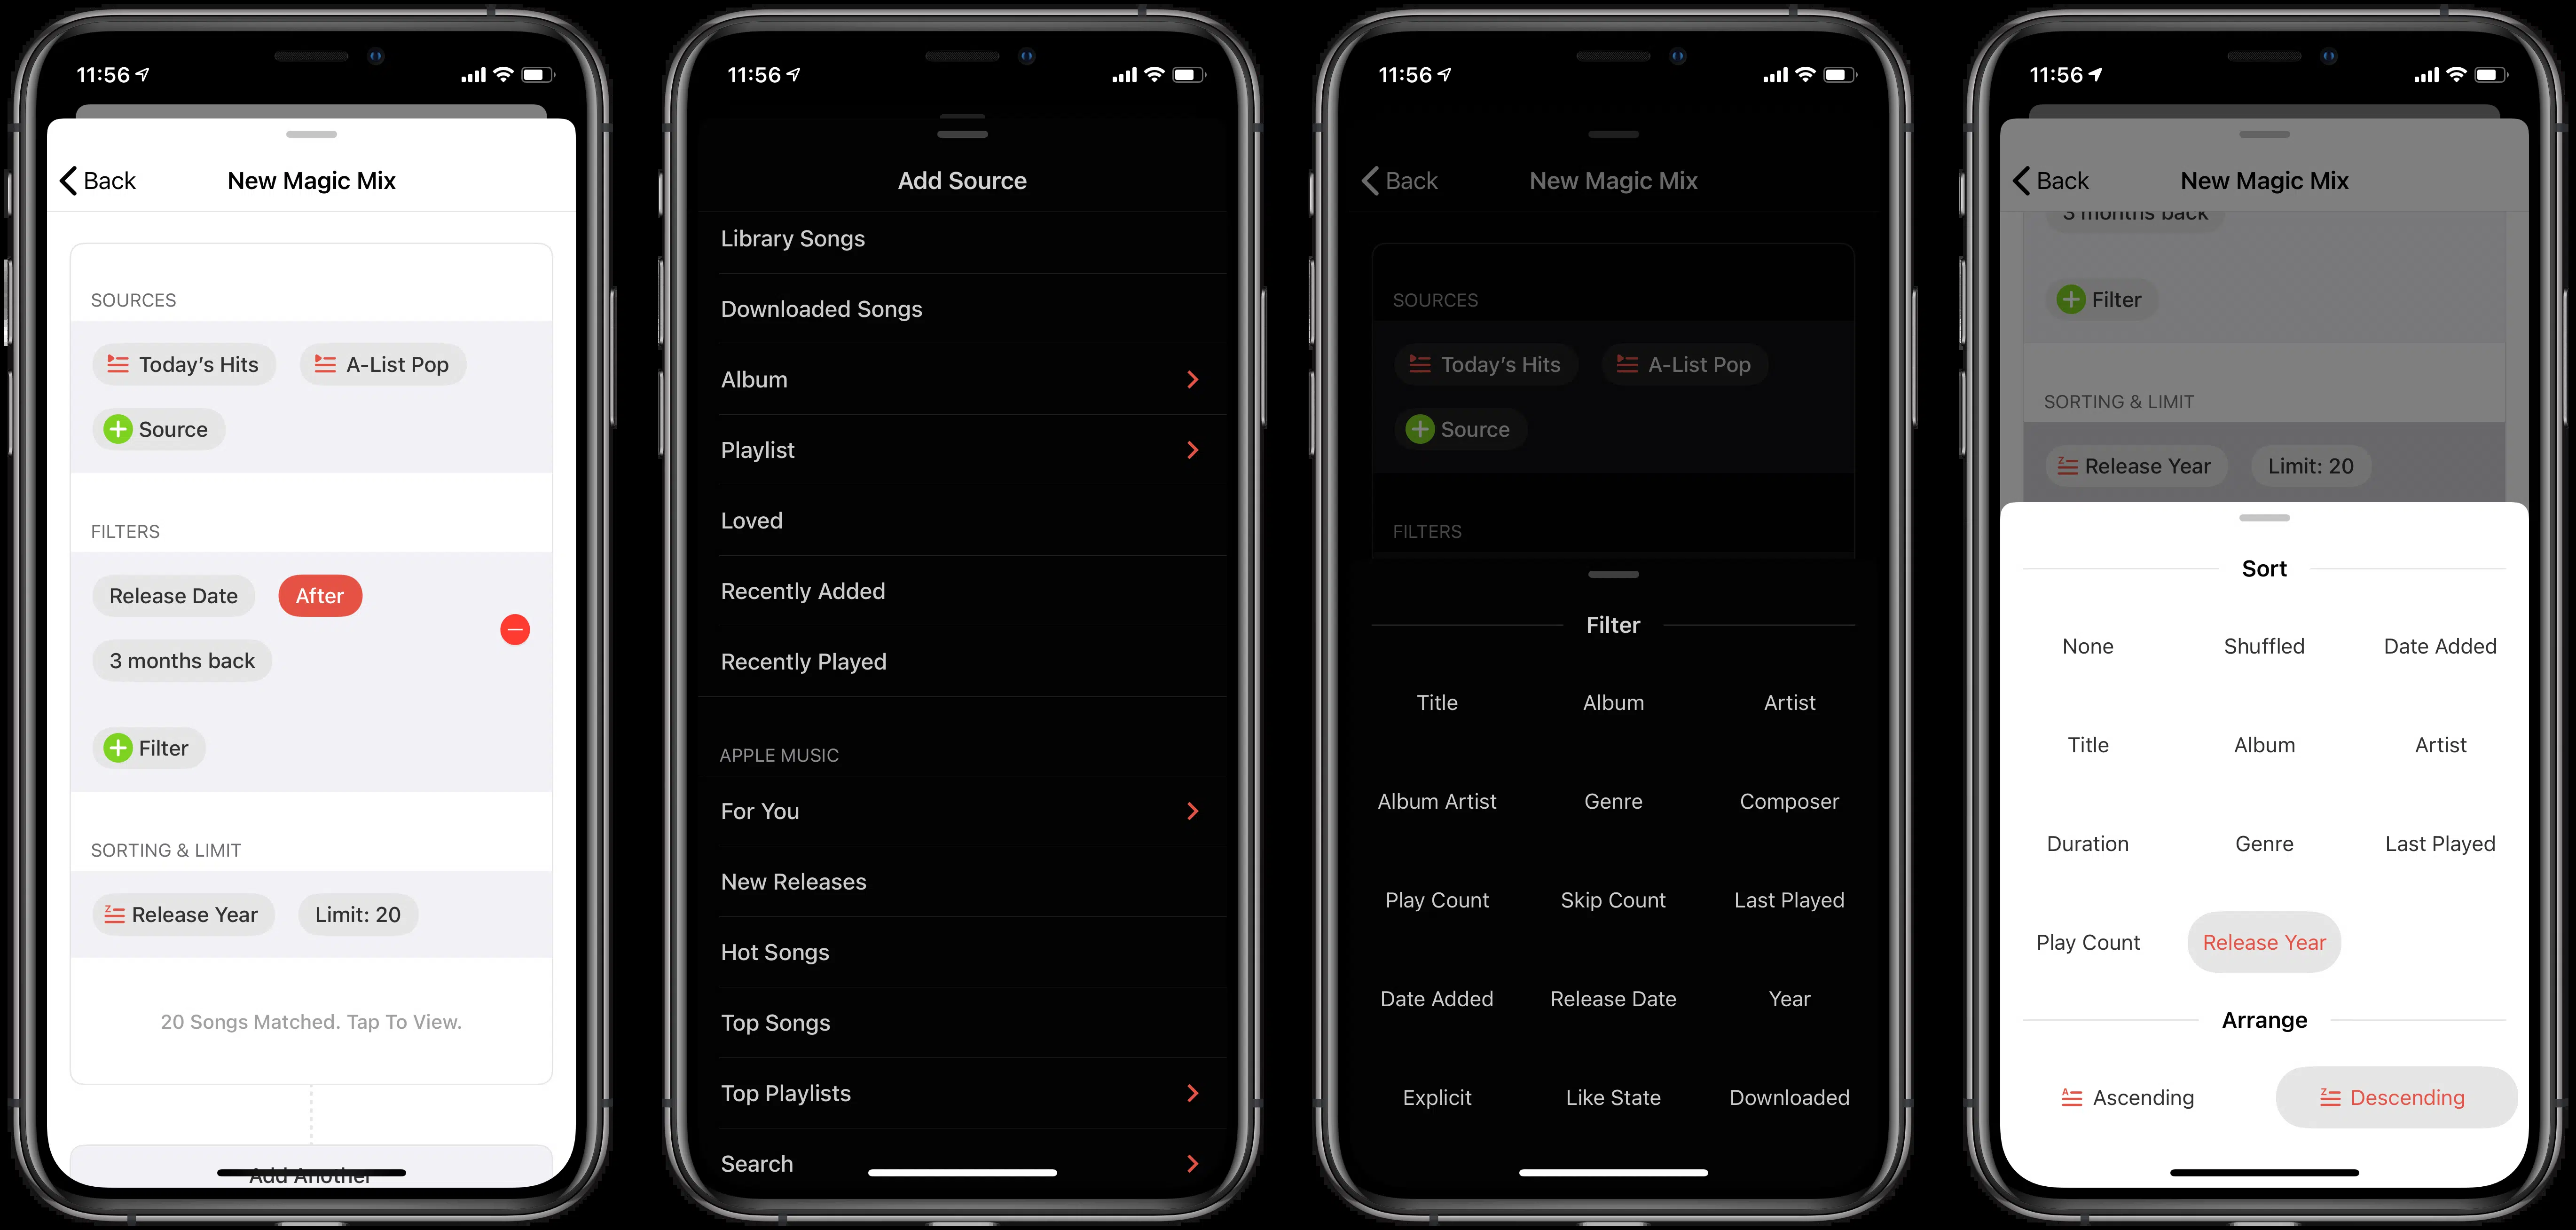 11:56
Back New Magic Mix
SOURCES
Today's Hits A-List Pop
Source
FILTERS
Release Date After
3 months back
Filter
SORTING & LIMIT
Release Year Limit: 20
20 Songs Matched. Tap To View.
Add Another
11:56
Add Source
Library Songs
Downloaded Songs
Album
Playlist
Loved
Recently Added
Recently Played
APPLE MUSIC
For You
New Releases
Hot Songs
Top Songs
Top Playlists
Search
11:56
Back New Magic Mix
SOURCES
Today's Hits A-List Pop
Source
FILTERS
Filter
Title Album Artist
Album Artist Genre Composer
Play Count Skip Count Last Played
Date Added Release Date Year
Explicit Like State Downloaded
11:56
Back New Magic Mix
3 months back
Filter
SORTING & LIMIT
Release Year Limit: 20
Sort
None Shuffled Date Added
Title Album Artist
Duration Genre Last Played
Play Count Release Year
Arrange
Ascending Descending